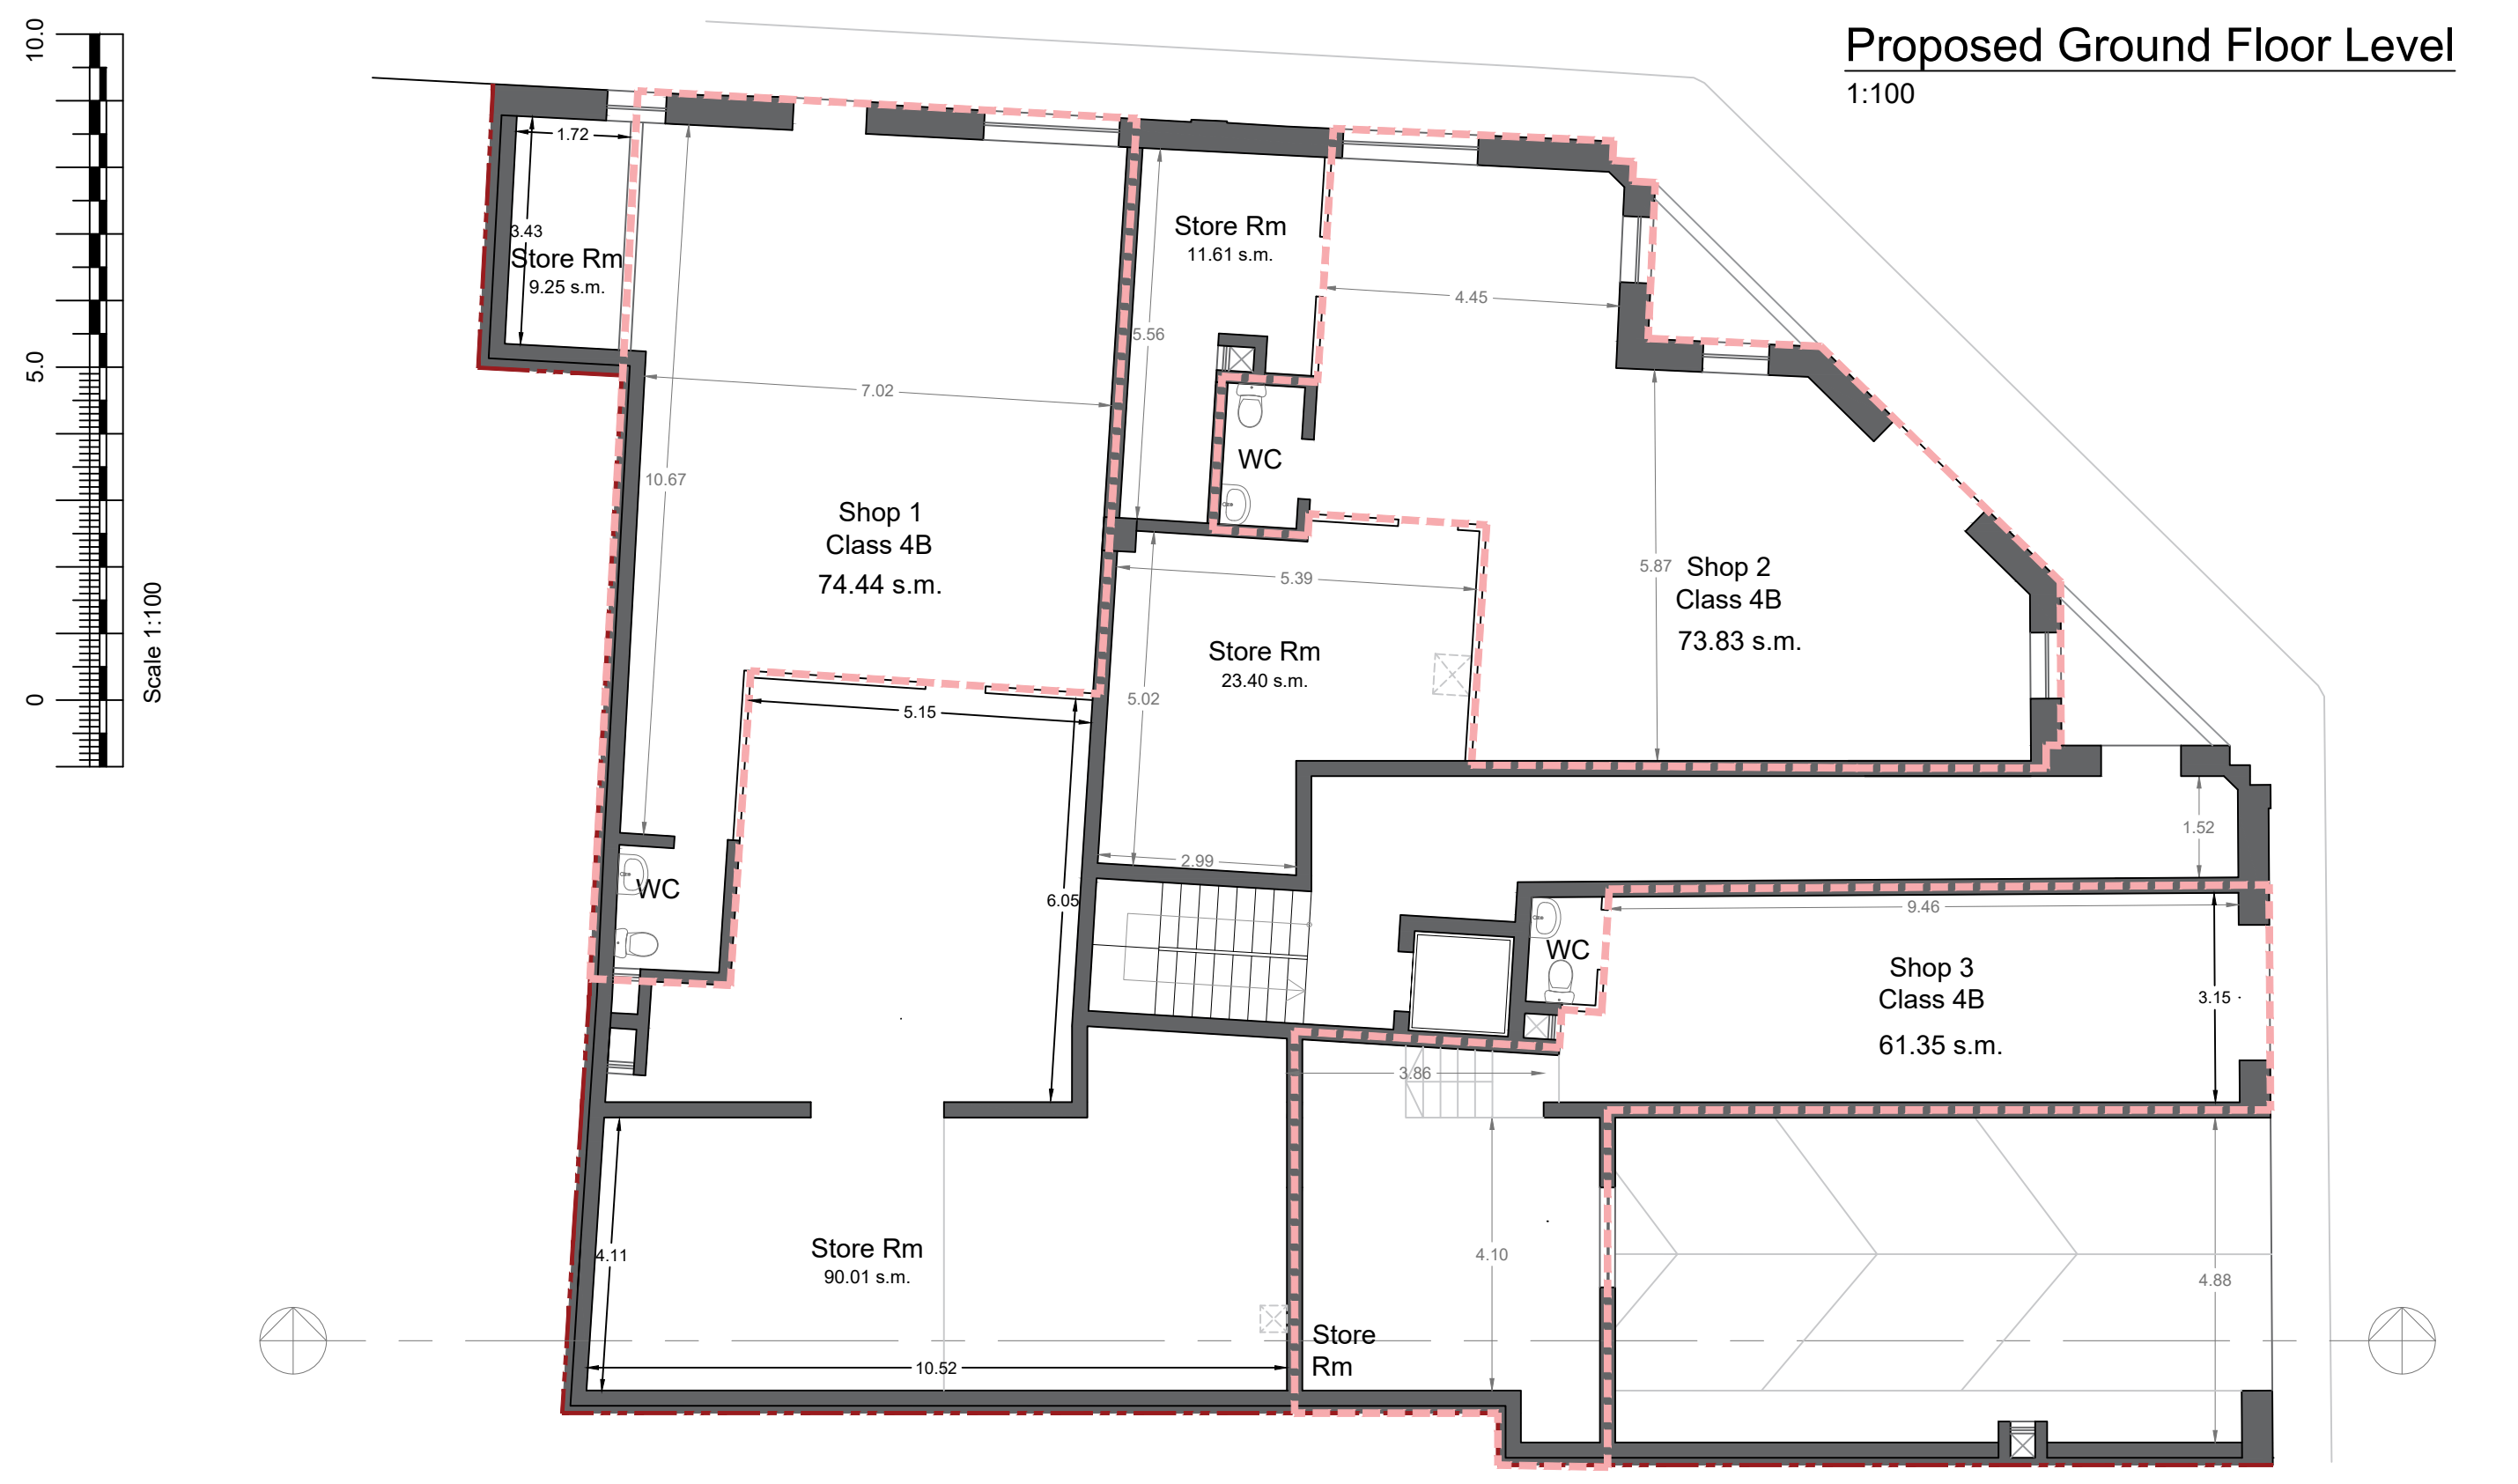 Proposed Ground Floor Level
1:100
10.0
5.0
0
Scale 1:100
1.72
3.43
Store Rm
9.25 s.m.
10.67
7.02
Shop 1
Class 4B
74.44 s.m.
Store Rm
11.61 s.m.
5.56
4.45
WC
5.39
5.87
Shop 2
Class 4B
73.83 s.m.
Store Rm
23.40 s.m.
5.02
5.15
2.99
1.52
WC
6.05
9.46
WC
Shop 3
Class 4B
61.35 s.m.
3.15
3.86
4.11
Store Rm
90.01 s.m.
4.10
4.88
Store
Rm
10.52